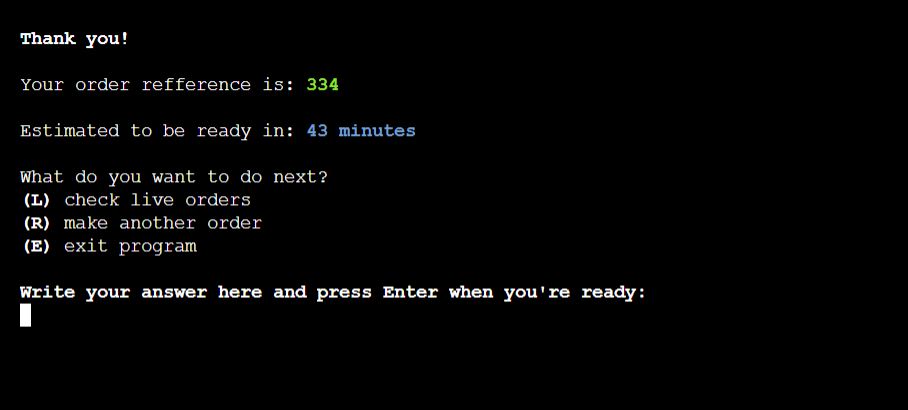 Thank you!
Your order refference is: 334
Estimated to be ready in: 43 minutes
What do you want to do next?
(L) check live orders
(R) make another order
(E) exit program
Write your answer here and press Enter when you're ready: